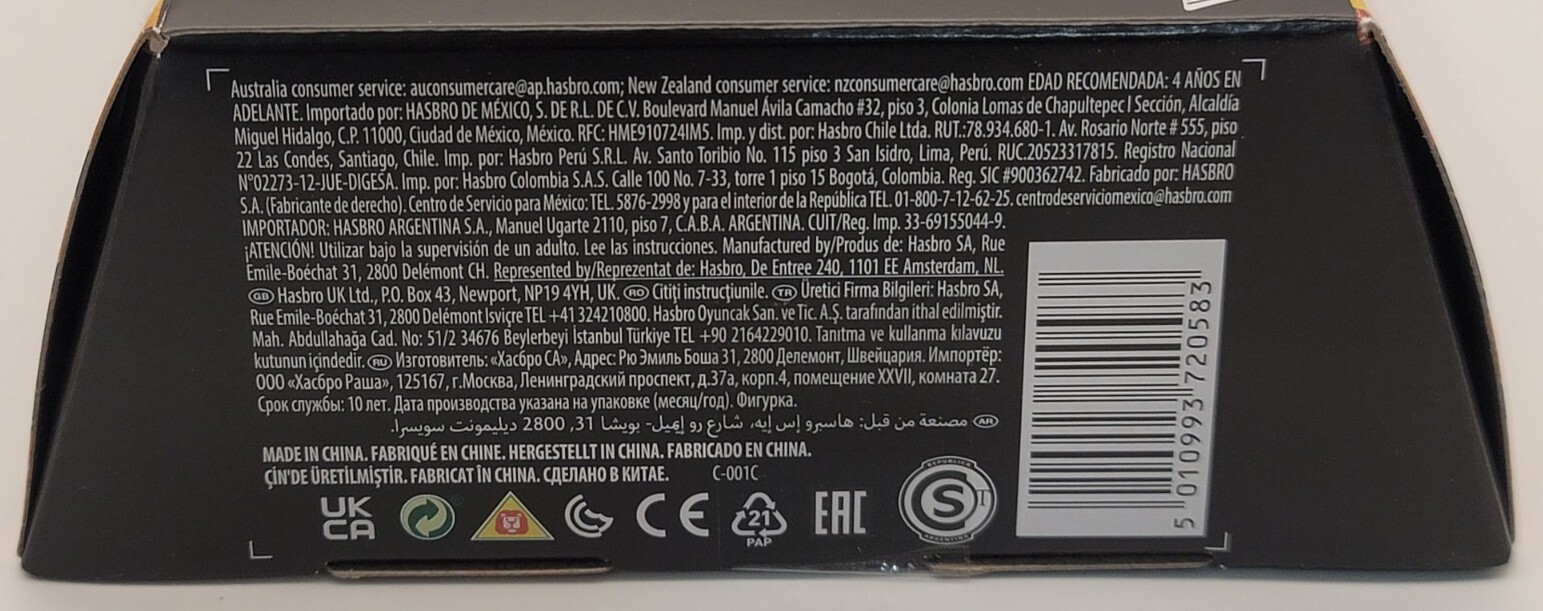 Australia consumer service: auconsumercare@ap.hasbro.com; New Zealand consumer service: nzconsumercare@hasbro.com EDAD RECOMENDADA: 4 AÑOS EN
ADELANTE. Importado por: HASBRO DE MÉXICO, S. DE R.L. DE C.V. Boulevard Manuel Ávila Camacho #32, piso 3, Colonia Lomas de Chapultepec I Sección, Alcaldía
Miguel Hidalgo, C.P. 11000, Ciudad de México, México. RFC: HME910724IM5. Imp. y dist. por: Hasbro Chile Ltda. RUT.:78.934.680-1. Av. Rosario Norte # 555, piso
22 Las Condes, Santiago, Chile. Imp. por: Hasbro Perú S.R.L. Av. Santo Toribio No. 115 piso 3 San Isidro, Lima, Perú. RUC.20523317815. Registro Nacional
N°02273-12-JUE-DIGESA. Imp. por: Hasbro Colombia S.A.S. Calle 100 No. 7-33, torre 1 piso 15 Bogotá, Colombia. Reg. SIC #900362742. Fabricado por: HASBRO
S.A. (Fabricante de derecho). Centro de Servicio para México: TEL. 5876-2998 y para el interior de la República TEL. 01-800-7-12-62-25. centrodeserviciomexico@hasbro.com
IMPORTADOR: HASBRO ARGENTINA S.A., Manuel Ugarte 2110, piso 7, C.A.B.A. ARGENTINA. CUIT/Reg. Imp. 33-69155044-9.
¡ATENCIÓN! Utilizar bajo la supervisión de un adulto. Lee las instrucciones. Manufactured by/Produs de: Hasbro SA, Rue
Emile-Boéchat 31, 2800 Delémont CH. Represented by/Reprezentat de: Hasbro, De Entree 240, 1101 EE Amsterdam, NL.
GB Hasbro UK Ltd., P.O. Box 43, Newport, NP19 4YH, UK. RO Citiți instrucțiunile. TR Üretici Firma Bilgileri: Hasbro SA,
Rue Emile-Boéchat 31, 2800 Delémont İsviçre TEL +41 324210800. Hasbro Oyuncak San. ve Tic. A.Ş. tarafından ithal edilmiştir.
Mah. Abdullahağa Cad. No: 51/2 34676 Beylerbeyi İstanbul Türkiye TEL +90 2164229010. Tanıtma ve kullanma kılavuzu
kutunun içindedir. RU Изготовитель: «Хасбро СА», Адрес: Рю Эмиль Боша 31, 2800 Делемонт, Швейцария. Импортёр:
ООО «Хасбро Раша», 125167, г.Москва, Ленинградский проспект, д.37а, корп.4, помещение XXVII, комната 27.
Срок службы: 10 лет. Дата производства указана на упаковке (месяц/год). Фигурка.
AR مصنعة من قبل: هاسبرو إس إيه، شارع رو إميل- بويشا 31, 2800 ديليمونت سويسرا.
MADE IN CHINA. FABRIQUÉ EN CHINE. HERGESTELLT IN CHINA. FABRICADO EN CHINA.
ÇİN'DE ÜRETİLMİŞTİR. FABRICAT ÎN CHINA. СДЕЛАНО В КИТАЕ. C-001C
UK
CA
CE
21
PAP
EAC
REPUBLICA
S T
ARGENTINA
5 010993 720583